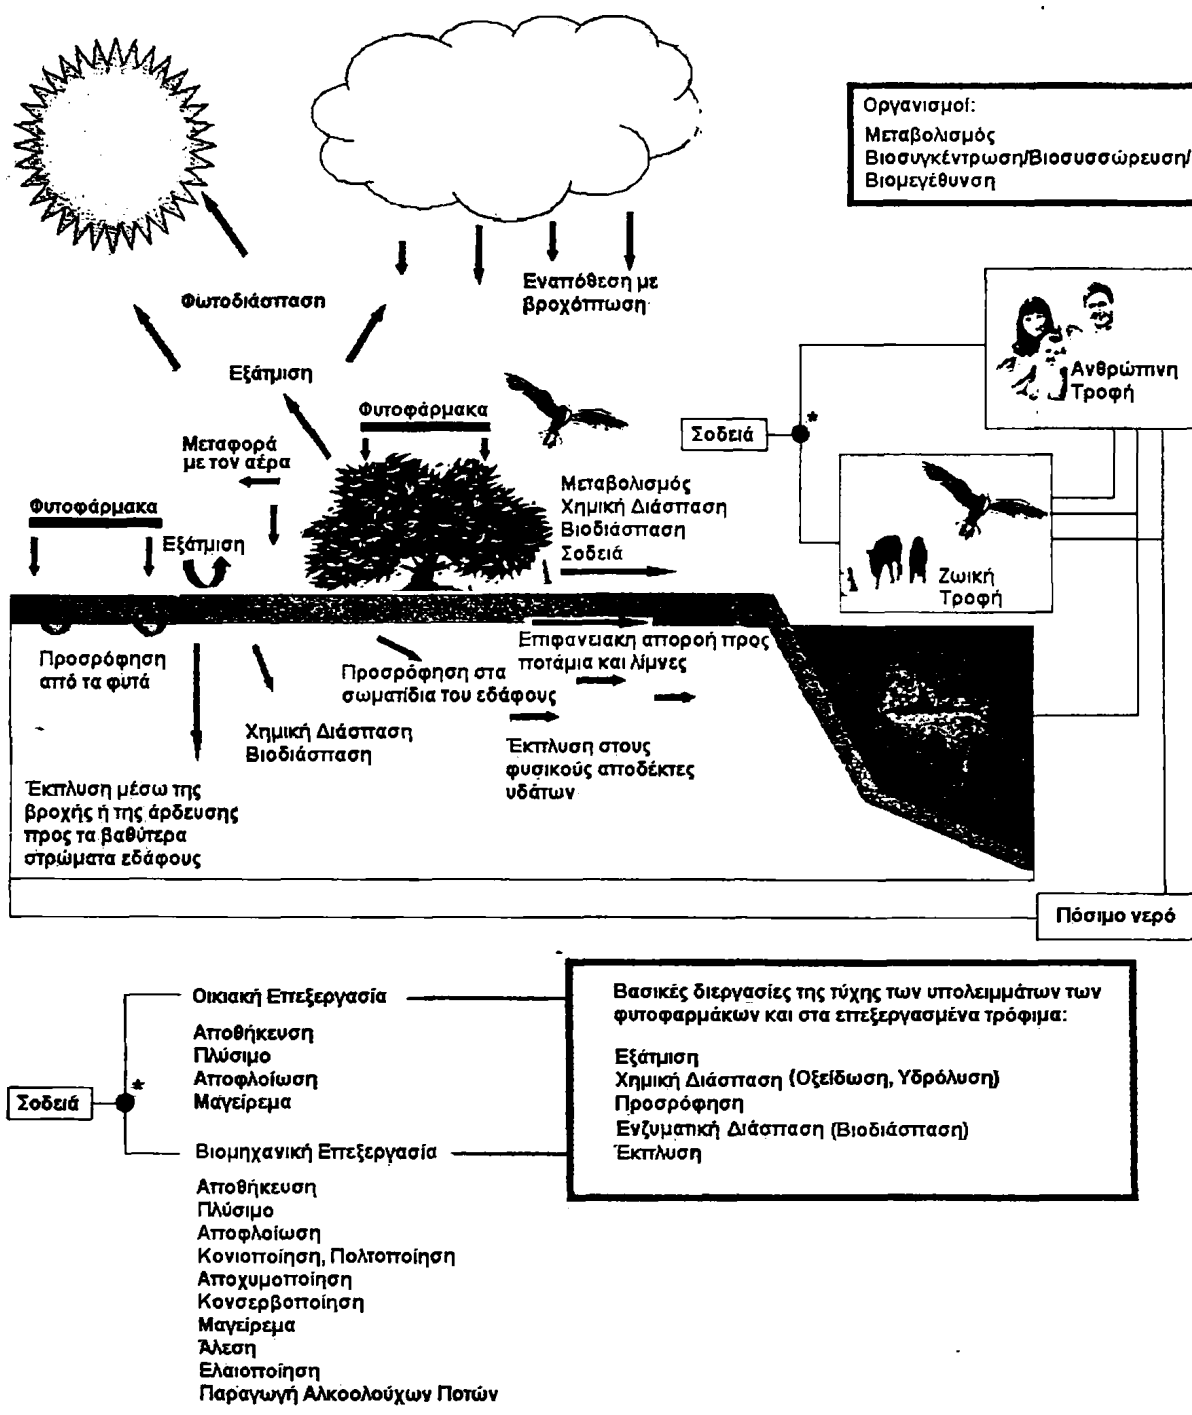 Οργανισμοί:
Μεταβολισμός
Βιοσυγκέντρωση/Βιοσυσσώρευση/
Βιομεγέθυνση
Εναπόθεση με
βροχόπτωση
Φωτοδιάσπαση
Εξάτμιση
Φυτοφάρμακα
Μεταφορά
με τον αέρα
Φυτοφάρμακα
Εξάτμιση
Μεταβολισμός
Χημική Διάσπαση
Βιοδιάσπαση
Σοδειά
Σοδειά
*
Ανθρώπινη
Τροφή
Ζωική
Τροφή
Προσρόφηση
από τα φυτά
Προσρόφηση στα
σωματίδια του εδάφους
Επιφανειακη απορoή προς
ποτάμια και λίμνες
Χημική Διάσπαση
Βιοδιάσπαση
Έκπλυση στους
φυσικούς αποδέκτες
υδάτων
Έκπλυση μέσω της
βροχής ή της άρδευσης
προς τα βαθύτερα
στρώματα εδάφους
Πόσιμο νερό
Σοδειά
*
Οικιακή Επεξεργασία
Αποθήκευση
Πλύσιμο
Αποφλοίωση
Μαγείρεμα
Βιομηχανική Επεξεργασία
Αποθήκευση
Πλύσιμο
Αποφλοίωση
Κονιοποίηση, Πολτοποίηση
Αποχυμοποίηση
Κονσερβοποίηση
Μαγείρεμα
Άλεση
Ελαιοποίηση
Παραγωγή Αλκοολούχων Ποτών
Βασικές διεργασίες της τύχης των υπολειμμάτων των
φυτοφαρμάκων και στα επεξεργασμένα τρόφιμα:
Εξάτμιση
Χημική Διάσπαση (Οξείδωση, Υδρόλυση)
Προσρόφηση
Ενζυματική Διάσπαση (Βιοδιάσπαση)
Έκπλυση